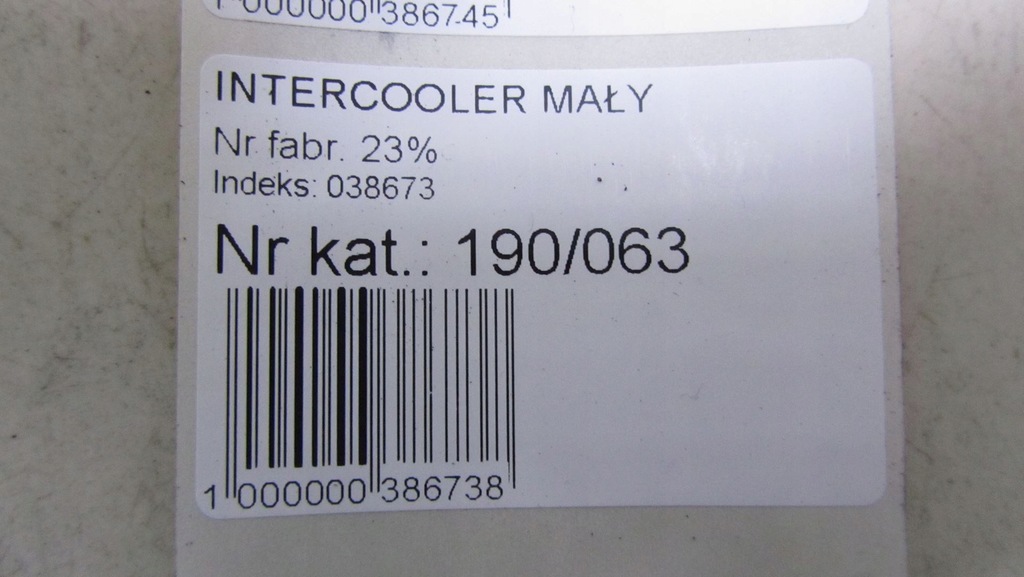 1 000000 386745
INTERCOOLER MAŁY
Nr fabr. 23%
Indeks: 038673
Nr kat.: 190/063
1 000000 386738